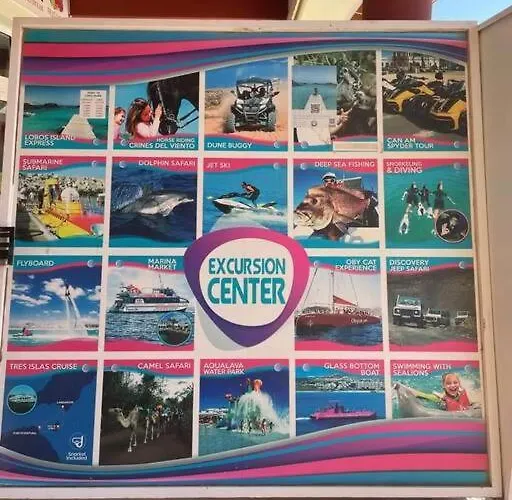 LOBOS ISLAND
EXPRESS
HORSE RIDING
CRINES DEL VIENTO
DUNE BUGGY
CAN AM
SPYDER TOUR
SUBMARINE
SAFARI
DOLPHIN SAFARI
JET SKI
DEEP SEA FISHING
SNORKELING
& DIVING
FLYBOARD
MARINA
MARKET
EXCURSION
CENTER
OBY CAT
EXPERIENCE
DISCOVERY
JEEP SAFARI
TRES ISLAS CRUISE
Snorkel
Included
CAMEL SAFARI
AQUALAVA
WATER PARK
GLASS BOTTOM
BOAT
SWIMMING WITH
SEALIONS